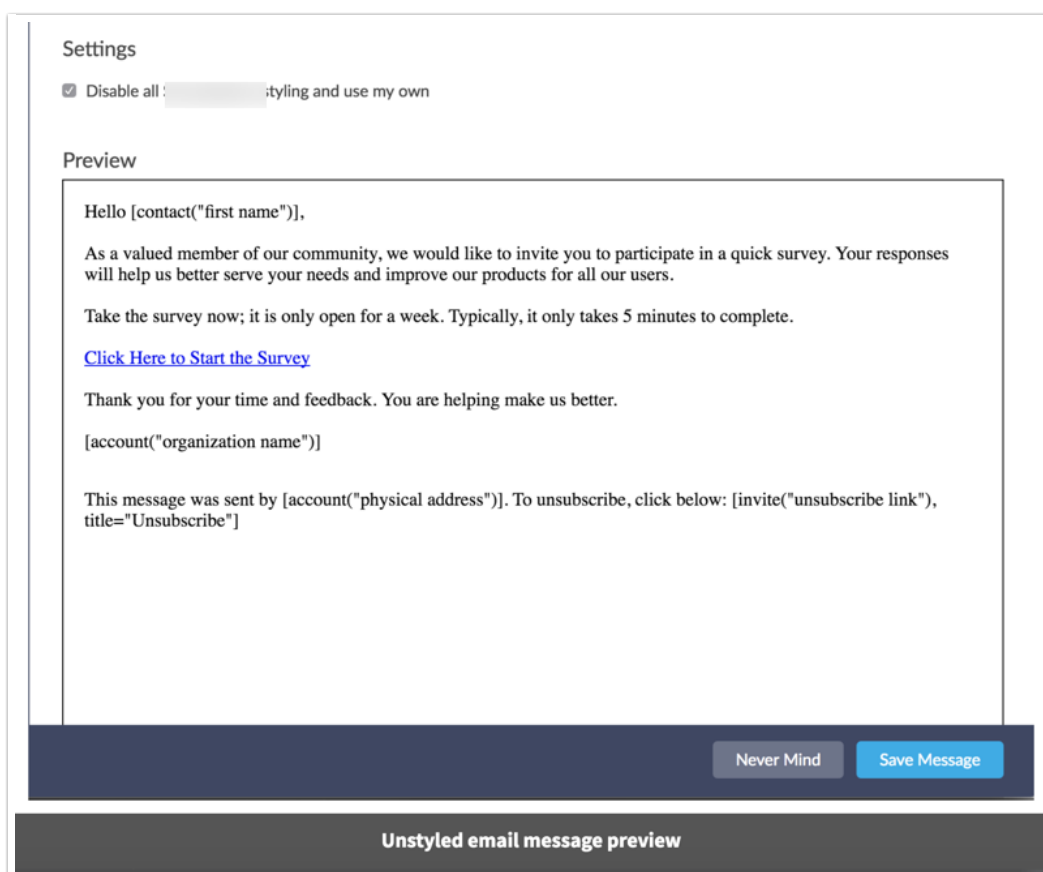 Settings
Disable all styling and use my own
Preview
Hello [contact("first name")],
As a valued member of our community, we would like to invite you to participate in a quick survey. Your responses
will help us better serve your needs and improve our products for all our users.
Take the survey now; it is only open for a week. Typically, it only takes 5 minutes to complete.
Click Here to Start the Survey
Thank you for your time and feedback. You are helping make us better.
[account("organization name")]
This message was sent by [account("physical address")]. To unsubscribe, click below: [invite("unsubscribe link"),
title="Unsubscribe"]
Never Mind Save Message
Unstyled email message preview